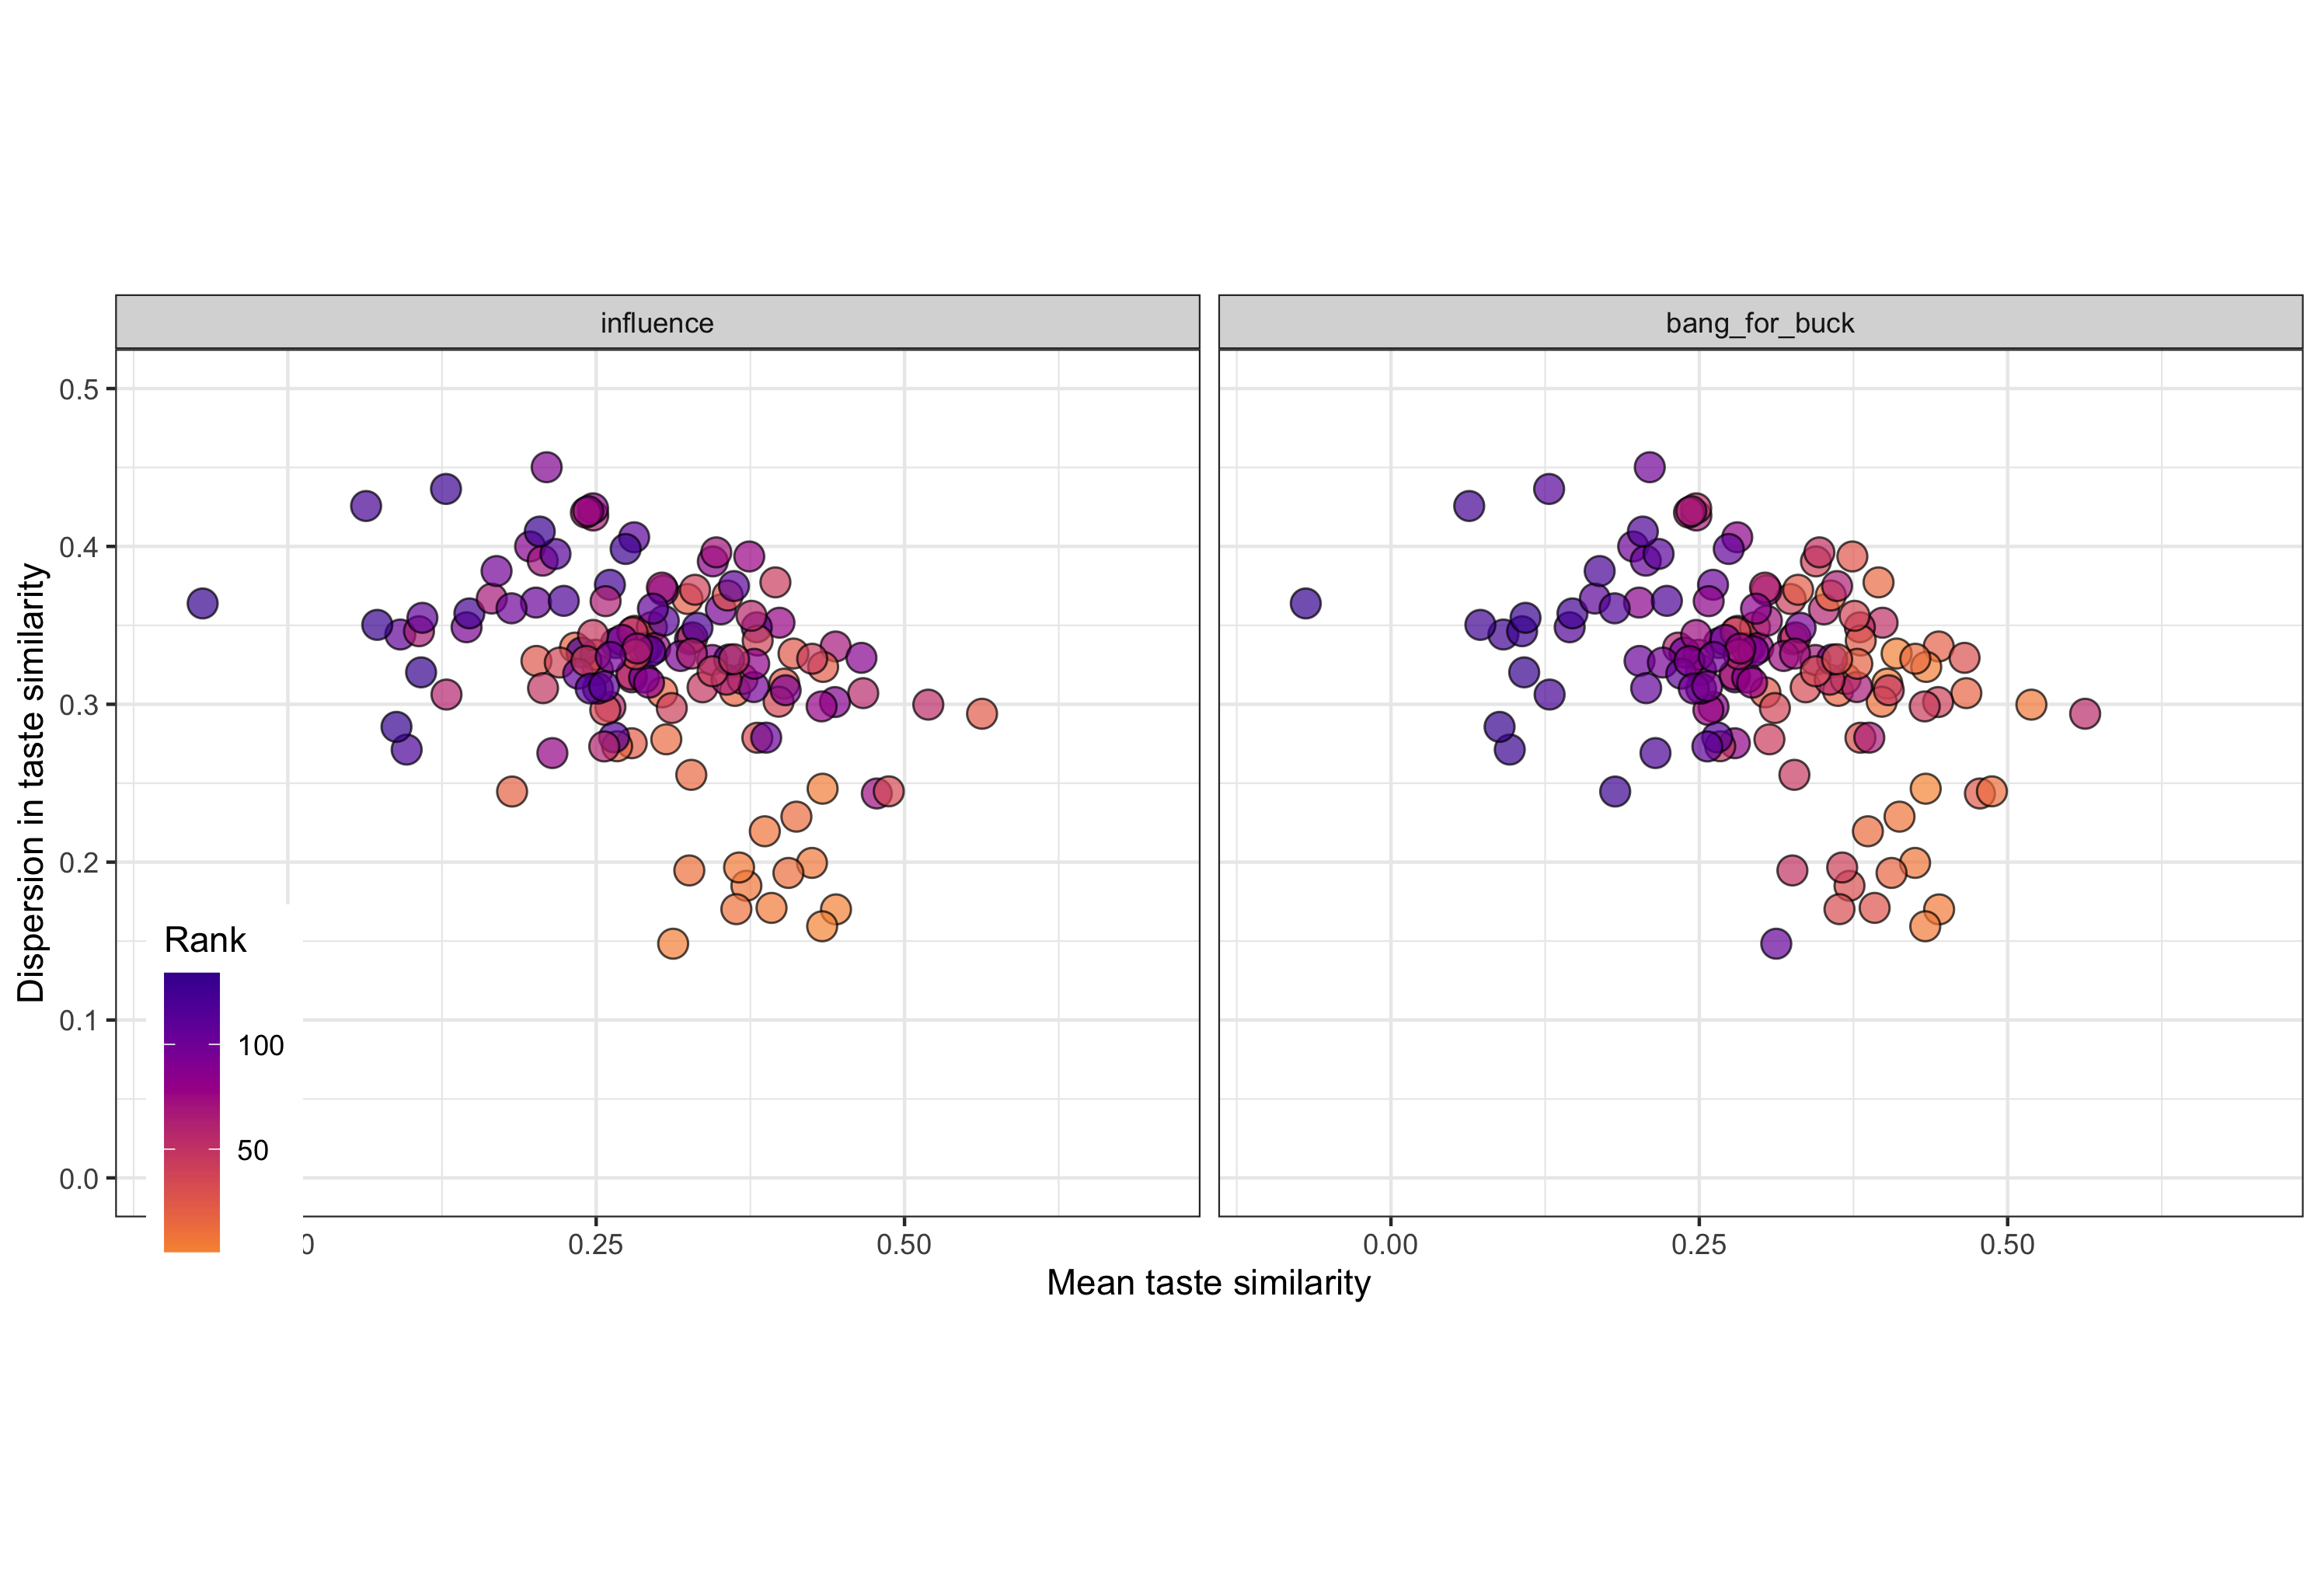 influence
bang_for_buck
Dispersion in taste similarity
0.5
0.4
0.3
0.2
0.1
0.0
Rank
100
50
0 0.25 0.50
0.00 0.25 0.50
Mean taste similarity